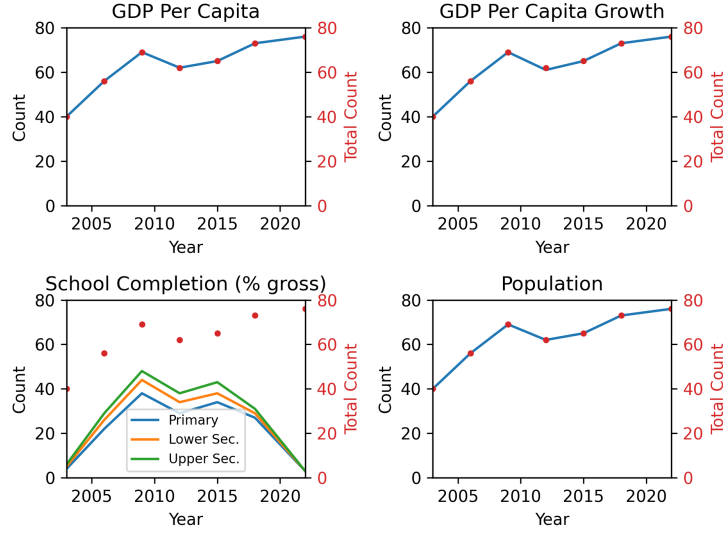 GDP Per Capita
80
60
40
20
0
Count
80
60
40
20
0
Total Count
2005 2010 2015 2020
Year
GDP Per Capita Growth
80
60
40
20
0
Count
80
60
40
20
0
Total Count
2005 2010 2015 2020
Year
School Completion (% gross)
80
60
40
20
0
Count
Primary
Lower Sec.
Upper Sec.
80
60
40
20
0
Total Count
2005 2010 2015 2020
Year
Population
80
60
40
20
0
Count
80
60
40
20
0
Total Count
2005 2010 2015 2020
Year